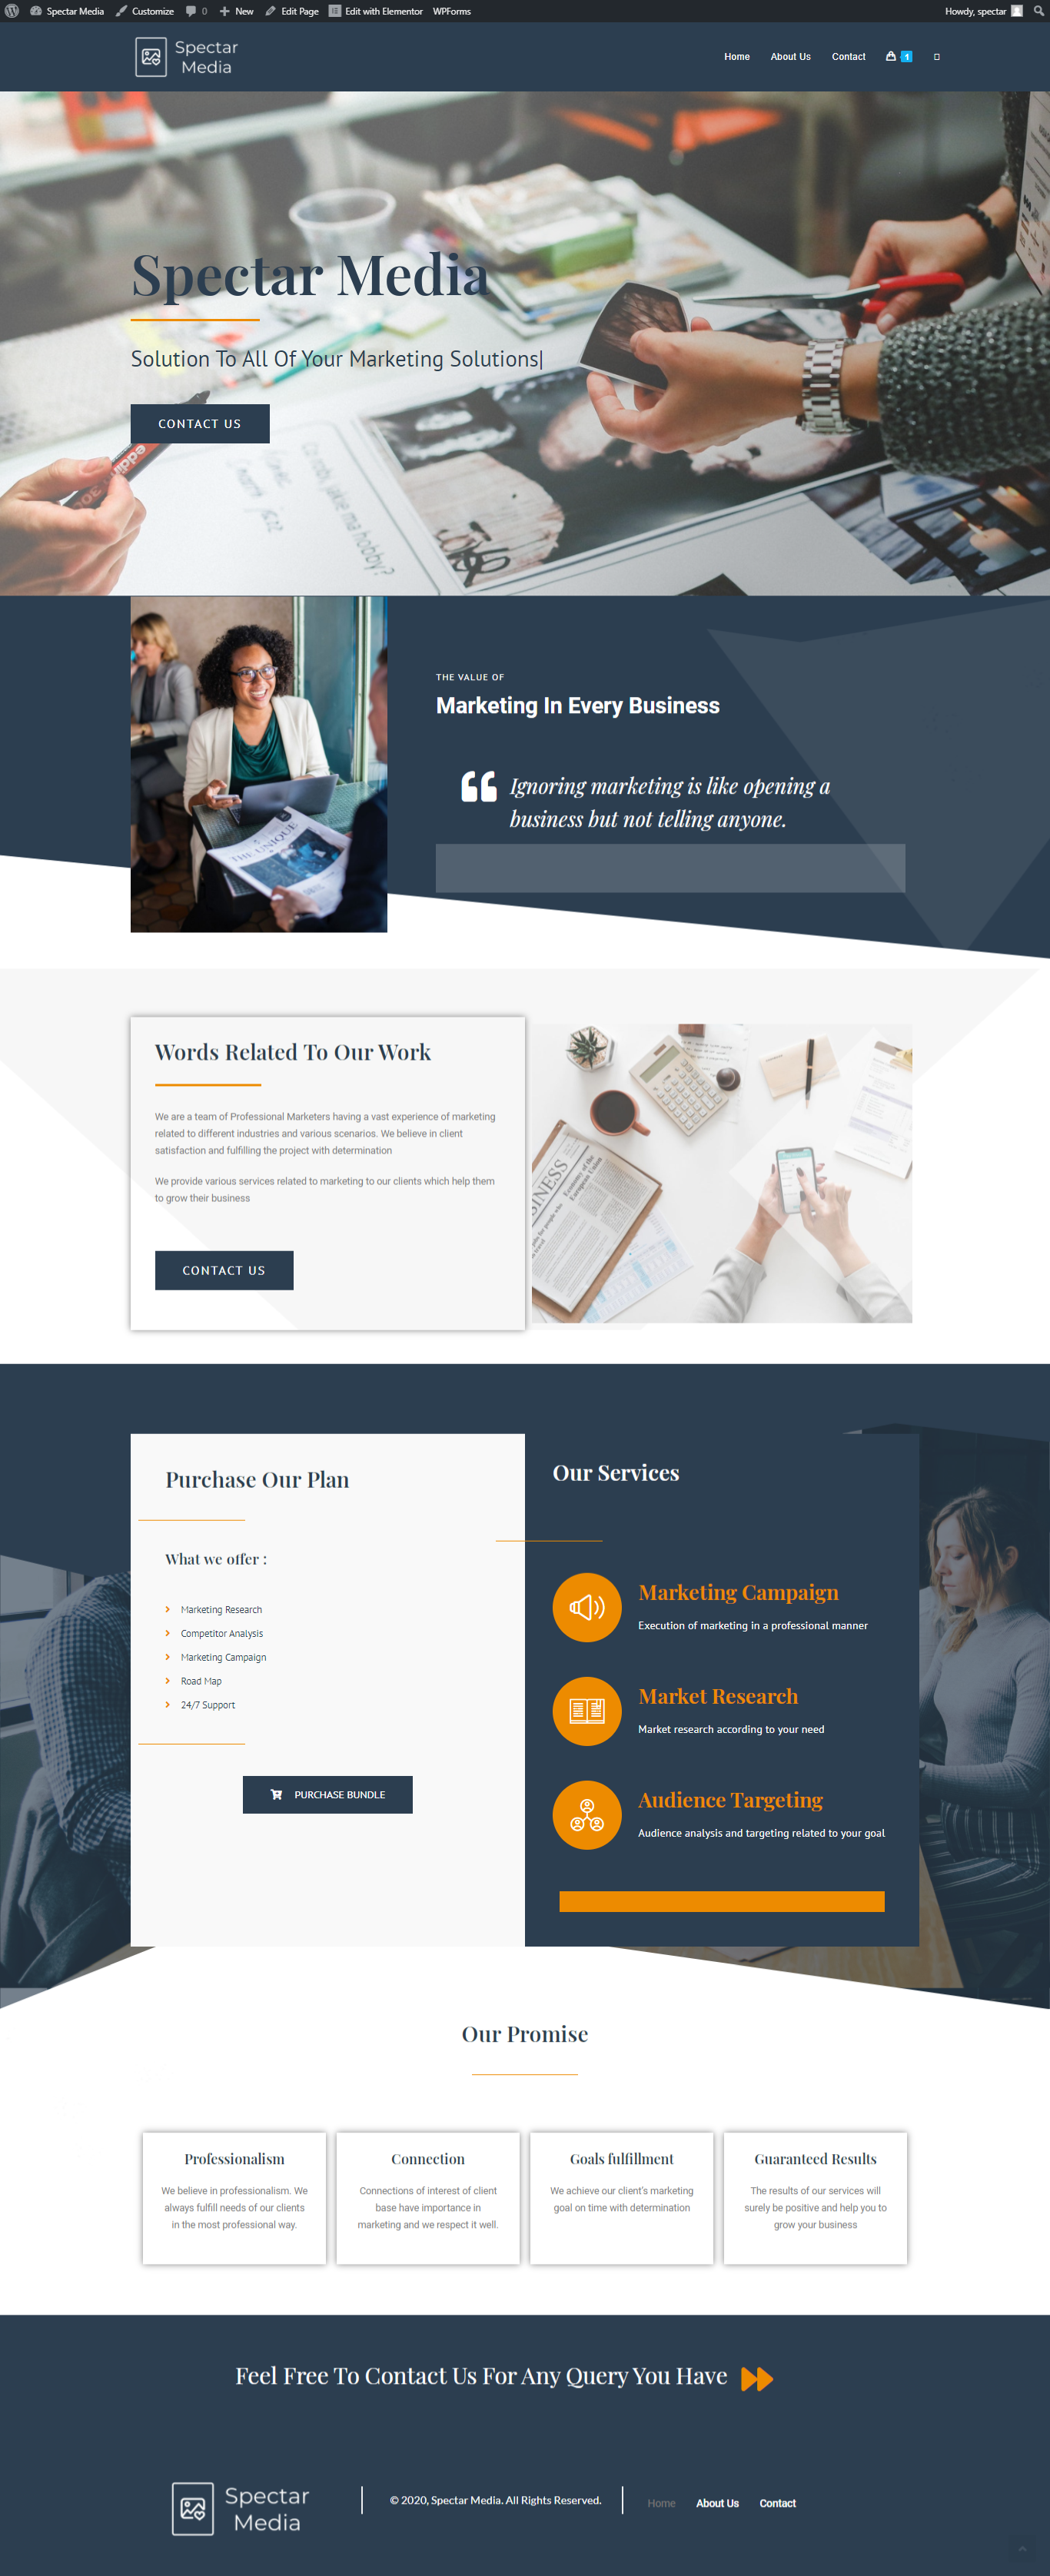 Spectar Media
Customize
0
New
Edit Page
Edit with Elementor
WPForms
Howdy, spectar
Spectar
Media
Home
About Us
Contact
1
Spectar Media
Solution To All Of Your Marketing Solutions|
CONTACT US
edding
make ma hobby?
THE VALUE OF
Marketing In Every Business
Ignoring marketing is like opening a
business but not telling anyone.
THE UNIQUE
Words Related To Our Work
We are a team of Professional Marketers having a vast experience of marketing
related to different industries and various scenarios. We believe in client
satisfaction and fulfilling the project with determination
We provide various services related to marketing to our clients which help them
to grow their business
CONTACT US
Purchase Our Plan
What we offer :
Marketing Research
Competitor Analysis
Marketing Campaign
Road Map
24/7 Support
PURCHASE BUNDLE
Our Services
Marketing Campaign
Execution of marketing in a professional manner
Market Research
Market research according to your need
Audience Targeting
Audience analysis and targeting related to your goal
Our Promise
Professionalism
We believe in professionalism. We
always fulfill needs of our clients
in the most professional way.
Connection
Connections of interest of client
base have importance in
marketing and we respect it well.
Goals fulfillment
We achieve our client's marketing
goal on time with determination
Guaranteed Results
The results of our services will
surely be positive and help you to
grow your business
Feel Free To Contact Us For Any Query You Have
Spectar
Media
© 2020, Spectar Media. All Rights Reserved.
Home
About Us
Contact